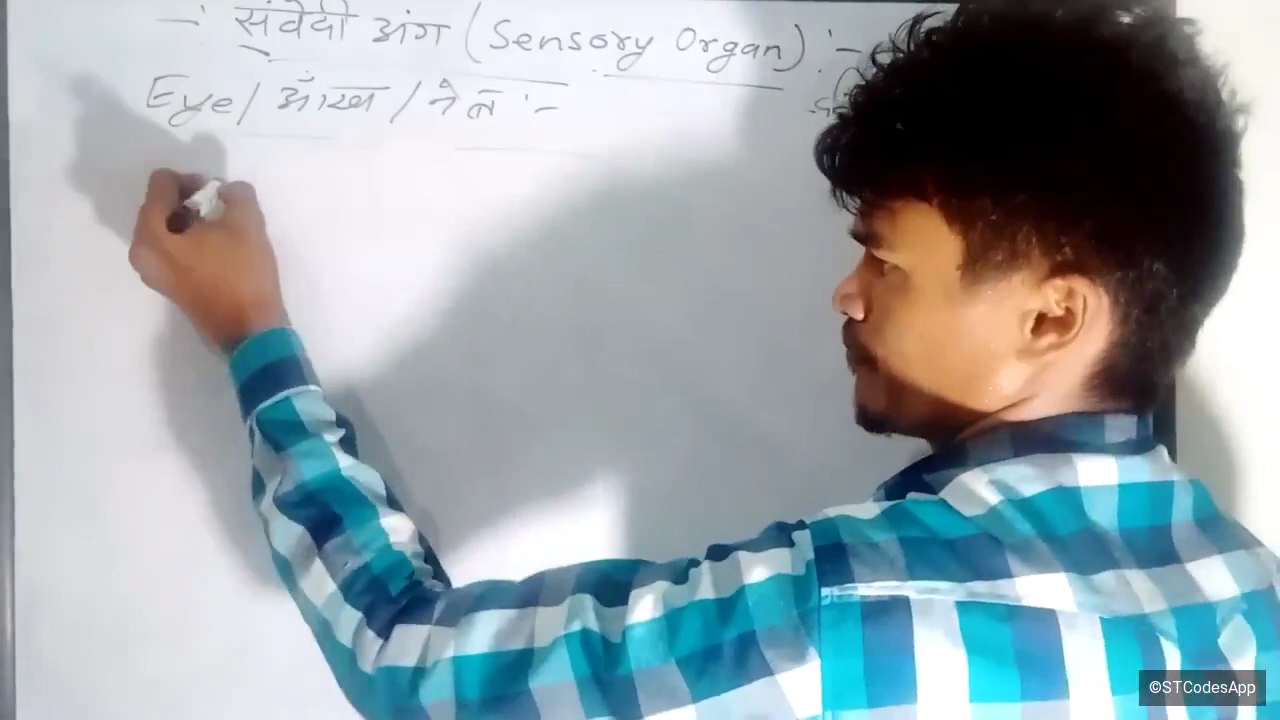 -: संवेदी अंग (Sensory Organ) :-
Eye / आँख / नेत्र :-
©STCodesApp